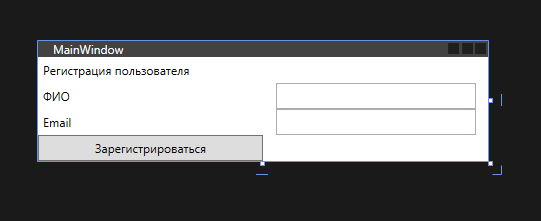 MainWindow
Регистрация пользователя
ФИО
Email
Зарегистрироваться